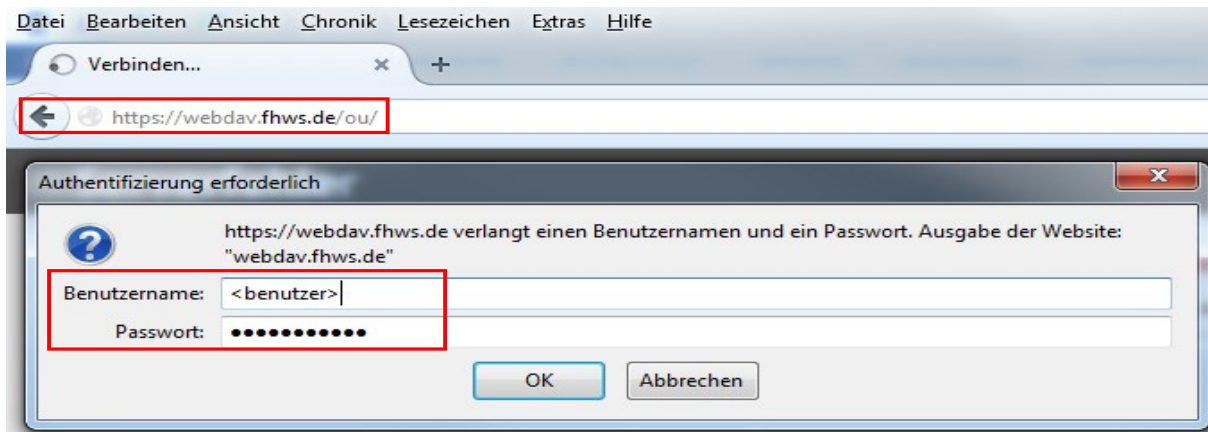 Datei Bearbeiten Ansicht Chronik Lesezeichen Extras Hilfe
Verbinden...
https://webdav.fhws.de/ou/
Authentifizierung erforderlich
https://webdav.fhws.de verlangt einen Benutzernamen und ein Passwort. Ausgabe der Website:
"webdav.fhws.de"
Benutzername: <benutzer>
Passwort: ●●●●●●●●●●●
OK Abbrechen